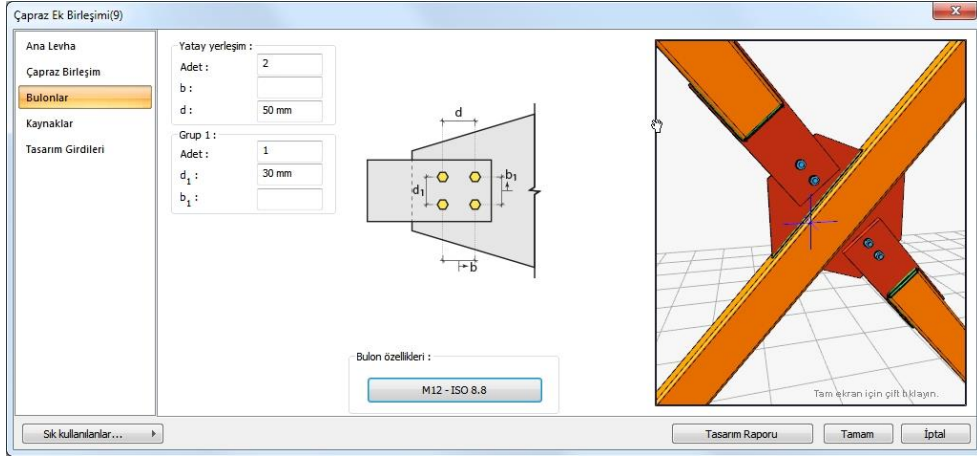 Çapraz Ek Birleşimi(9)
Ana Levha
Çapraz Birleşim
Bulonlar
Kaynaklar
Tasarım Girdileri
Yatay yerleşim :
Adet : 2
b :
d : 50 mm
Grup 1 :
Adet : 1
d1 : 30 mm
b1 :
d
d1
b1
b
Bulon özellikleri :
M12 - ISO 8.8
Tam ekran için çift tıklayın.
Sık kullanılanlar...
Tasarım Raporu
Tamam
İptal